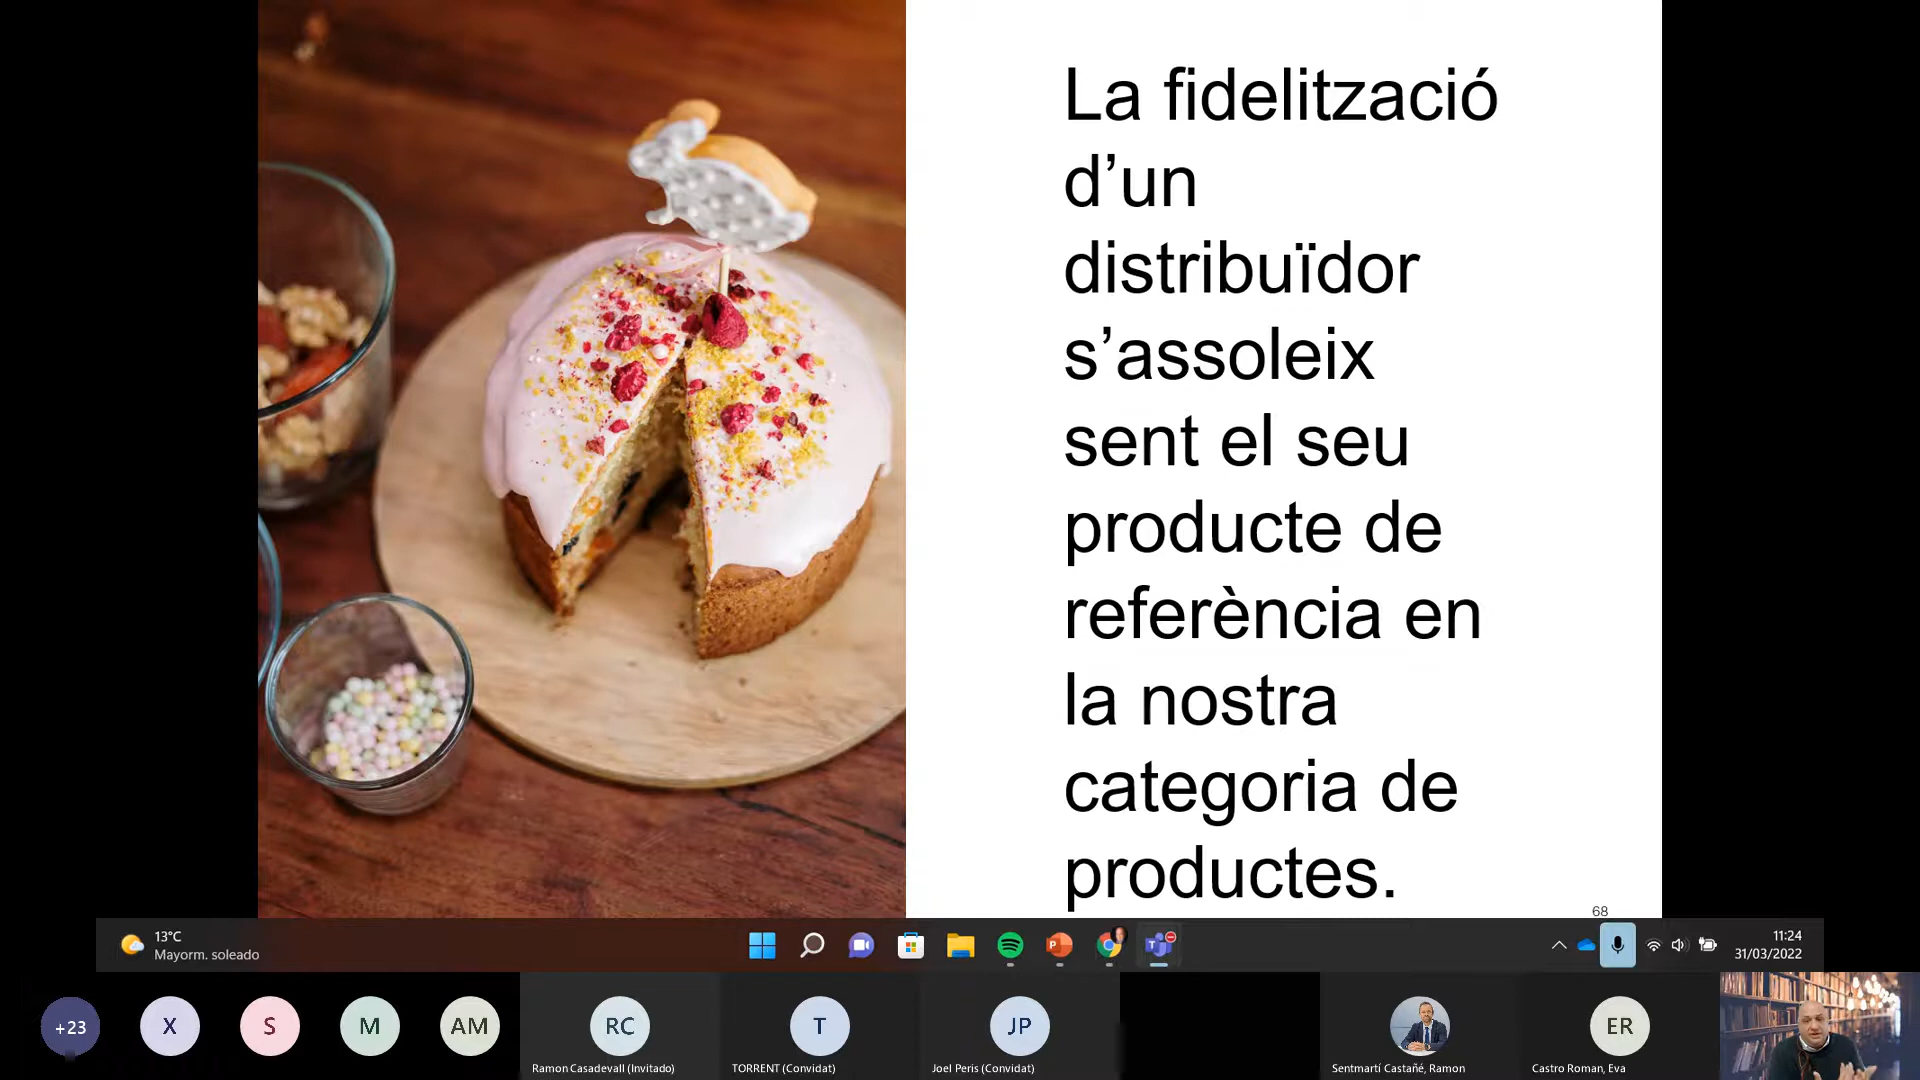 La fidelització
d’un
distribuïdor
s’assoleix
sent el seu
producte de
referència en
la nostra
categoria de
productes.
68
13°C
Mayorm. soleado
11:24
31/03/2022
+23
X
S
M
AM
RC
T
JP
ER
Ramon Casadevall (Invitado)
TORRENT (Convidat)
Joel Peris (Convidat)
Sentmartí Castañé, Ramon
Castro Roman, Eva